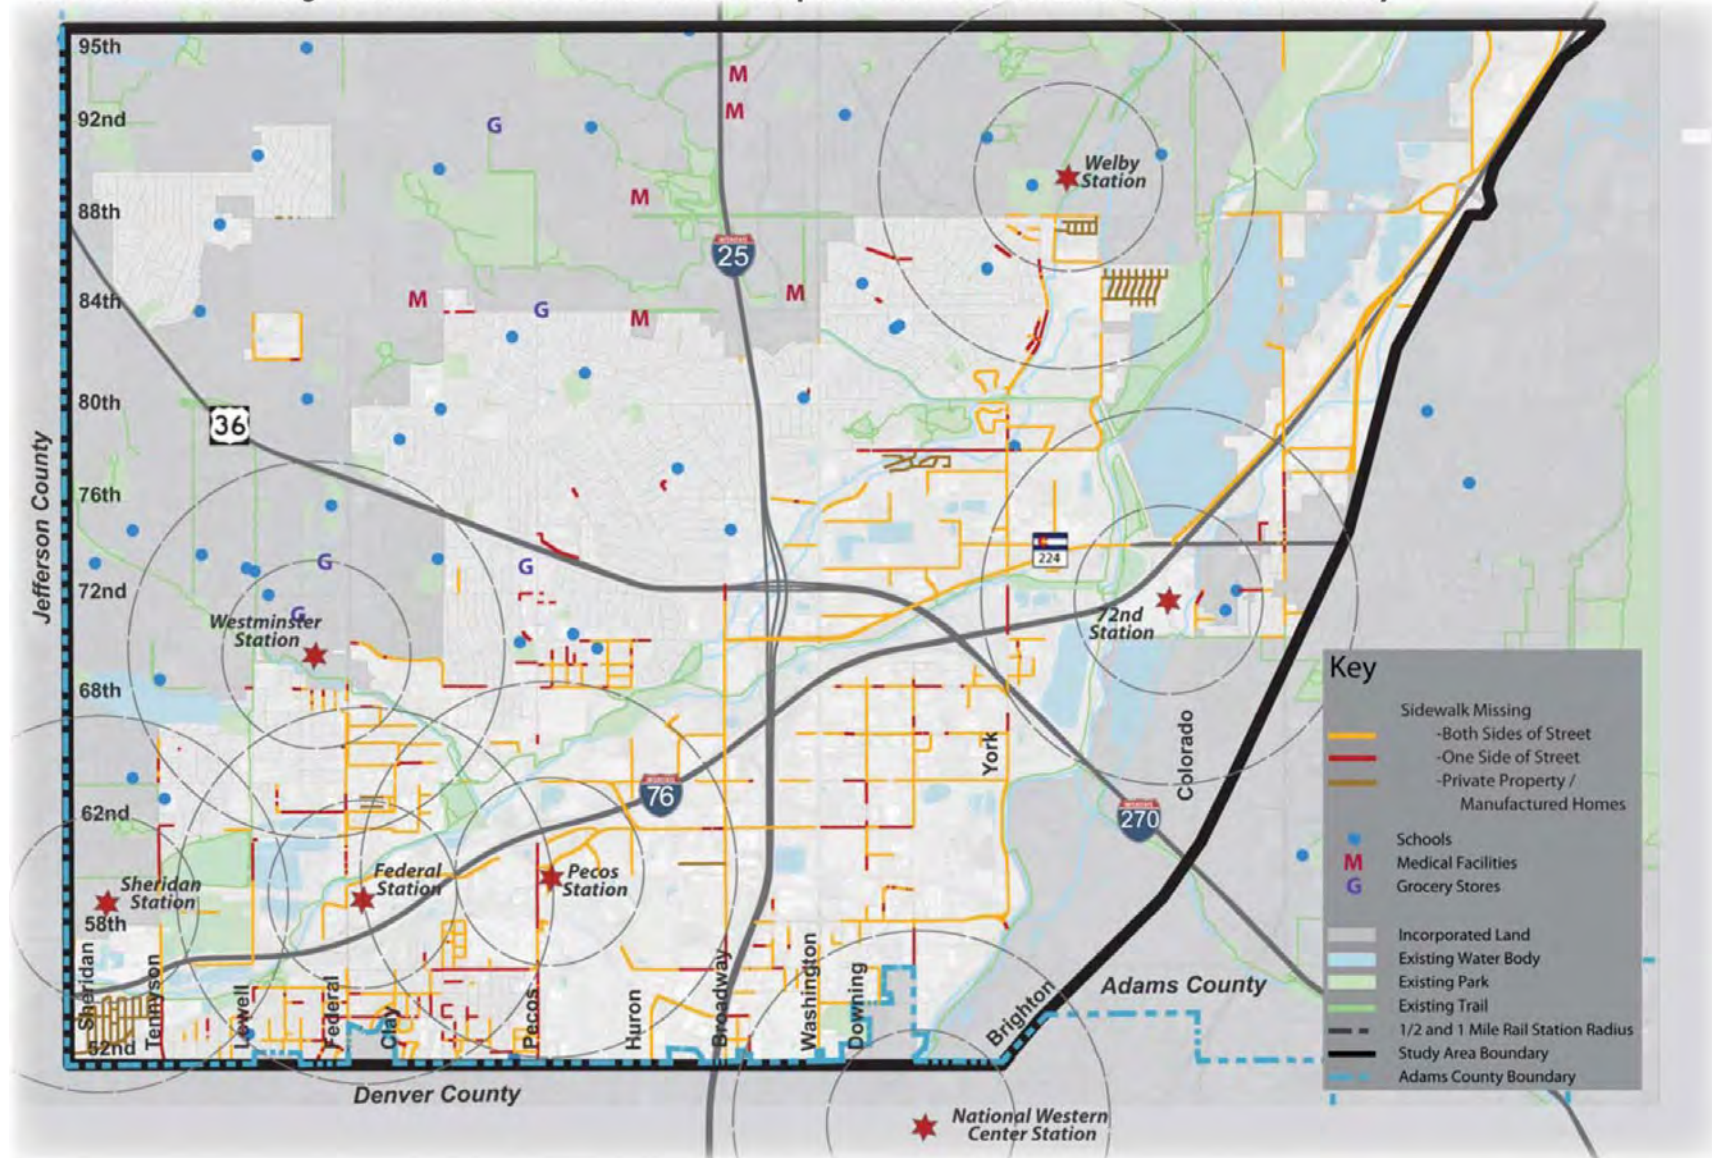 95th
92nd
88th
84th
80th
76th
72nd
68th
62nd
58th
52nd
Jefferson County
M
M
G
M
Welby
Station
25
M
G
M
M
36
G
G
G
224
Westminster
Station
72nd
Station
76
270
York
Colorado
Sheridan
Station
Federal
Station
Pecos
Station
Sheridan
Tennyson
Lowell
Federal
Clay
Pecos
Huron
Broadway
Washington
Downing
Brighton
Adams County
Denver County
National Western
Center Station
Key
Sidewalk Missing
-Both Sides of Street
-One Side of Street
-Private Property /
Manufactured Homes
Schools
M Medical Facilities
G Grocery Stores
Incorporated Land
Existing Water Body
Existing Park
Existing Trail
1/2 and 1 Mile Rail Station Radius
Study Area Boundary
Adams County Boundary